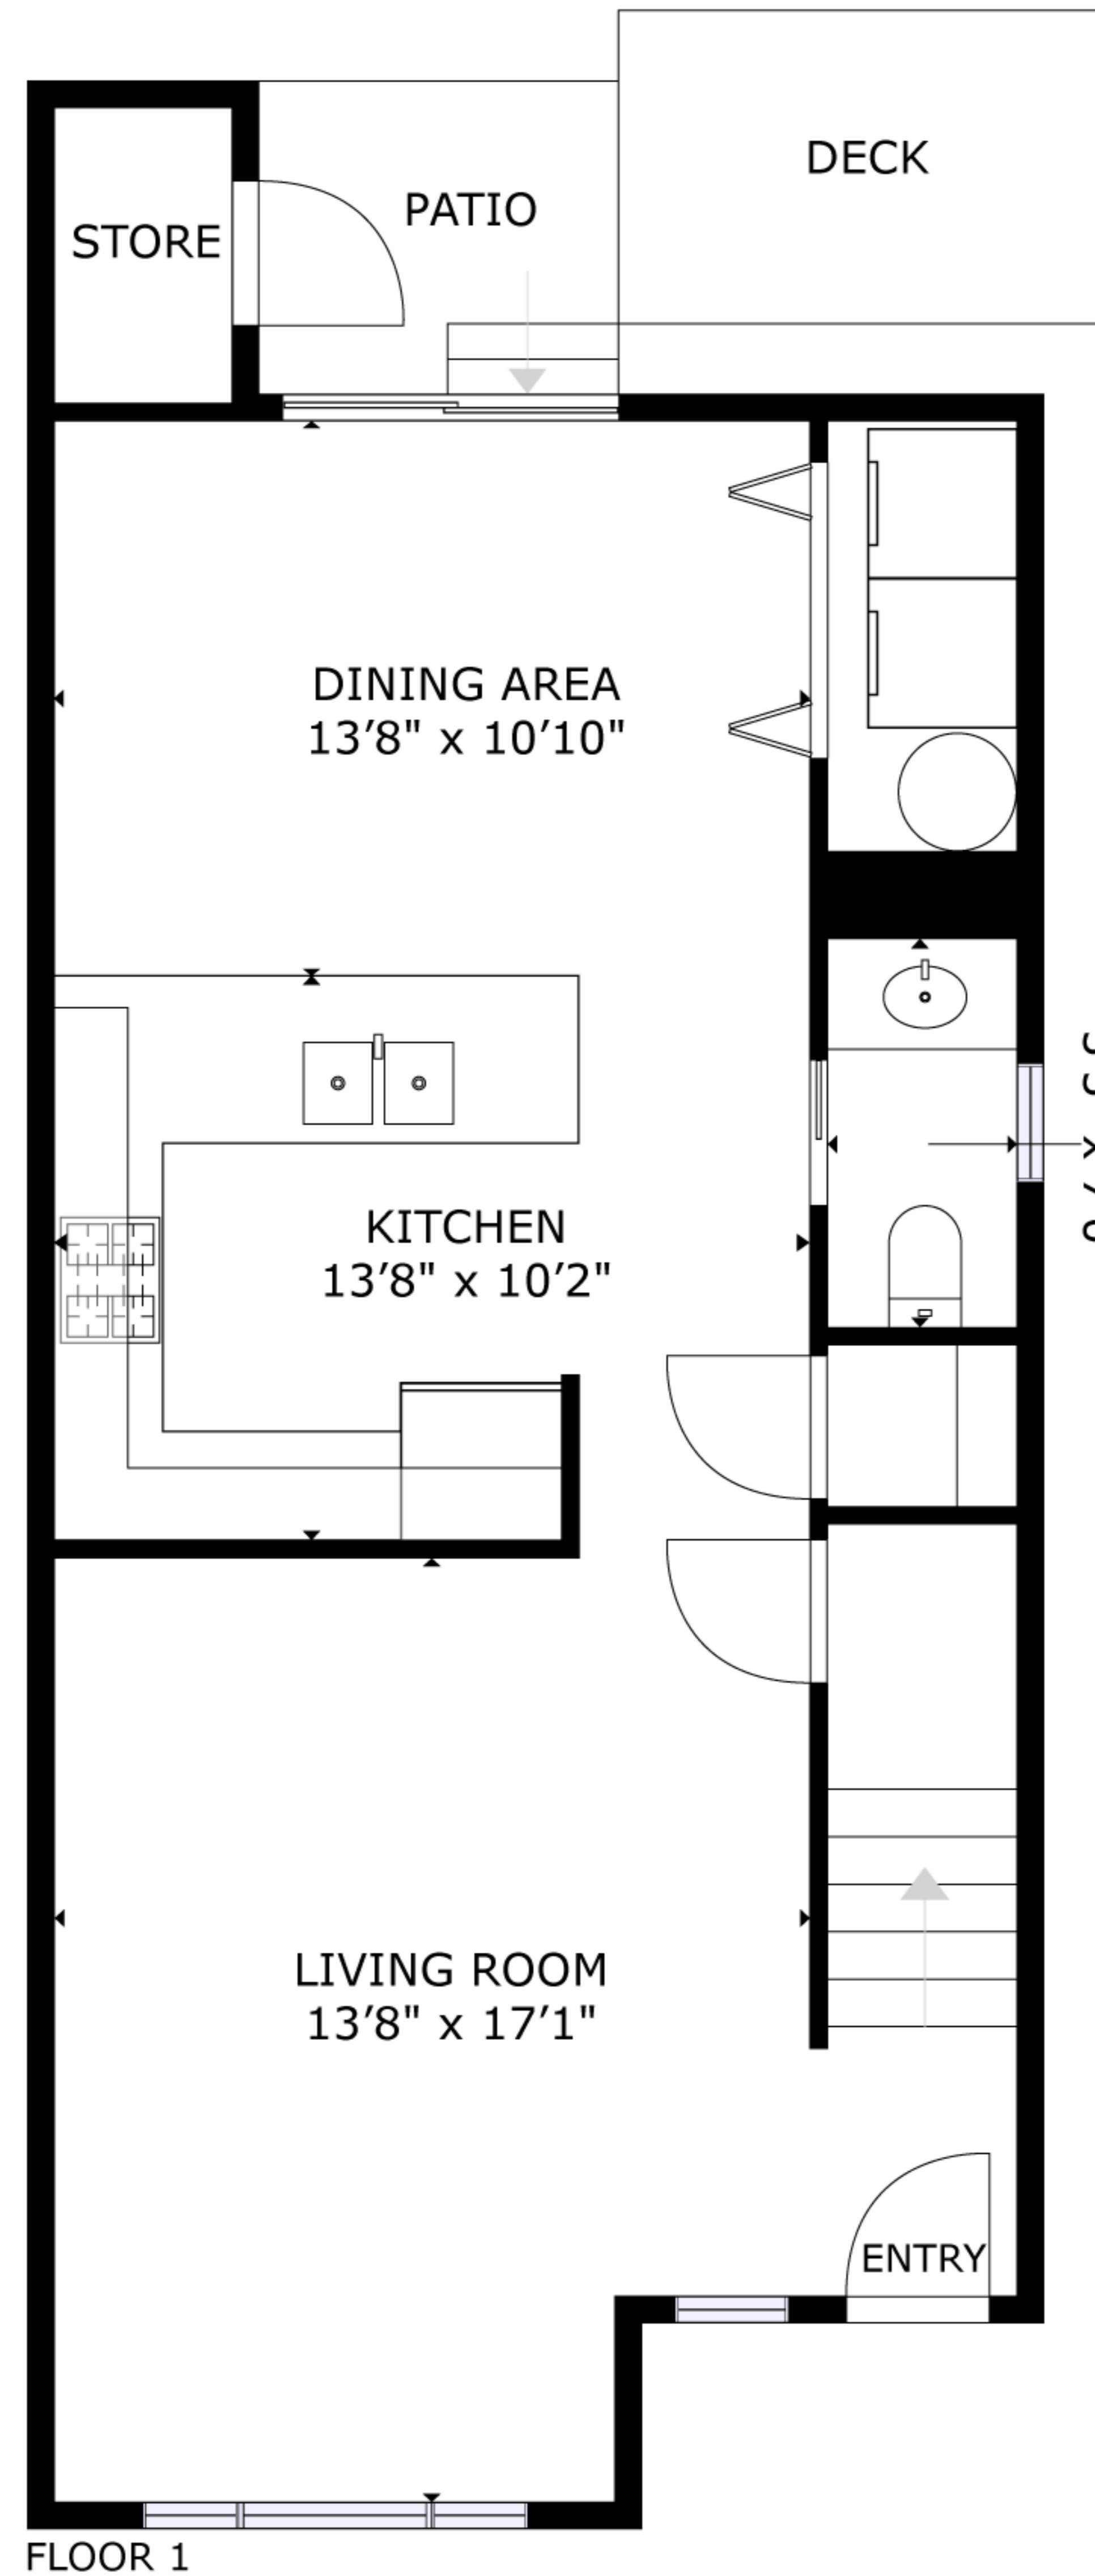 DECK
PATIO
STORE
DINING AREA
13'8" x 10'10"
KITCHEN
13'8" x 10'2"
LIVING ROOM
13'8" x 17'1"
ENTRY
FLOOR 1